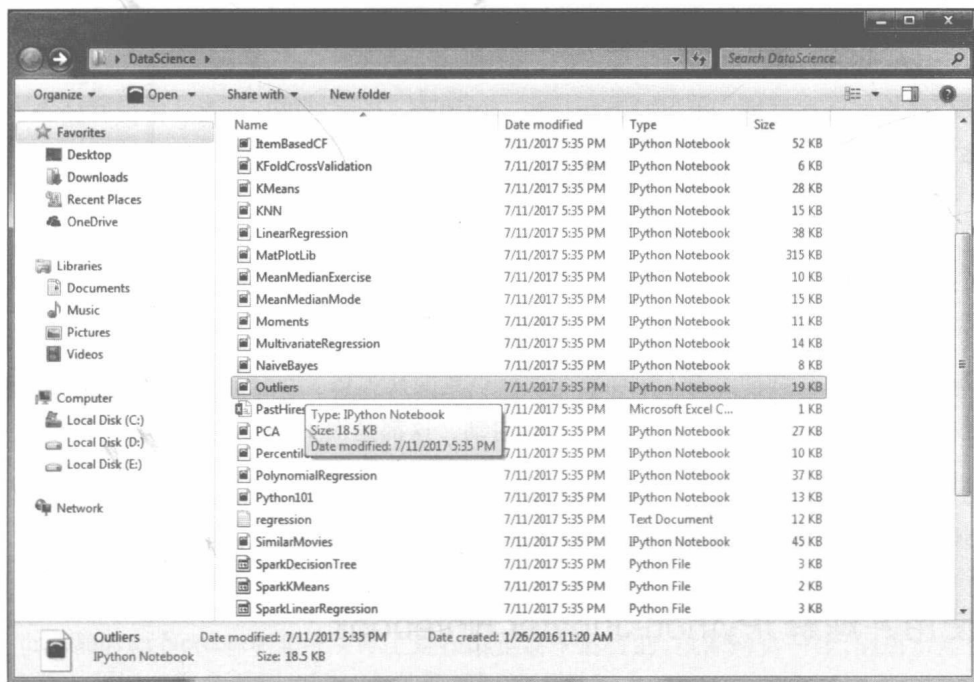 DataScience
Search DataScience
Organize Open Share with New folder
Favorites
Desktop
Downloads
Recent Places
OneDrive
Libraries
Documents
Music
Pictures
Videos
Computer
Local Disk (C:)
Local Disk (D:)
Local Disk (E:)
Network
Name Date modified Type Size
ItemBasedCF 7/11/2017 5:35 PM IPython Notebook 52 KB
KFoldCrossValidation 7/11/2017 5:35 PM IPython Notebook 6 KB
KMeans 7/11/2017 5:35 PM IPython Notebook 28 KB
KNN 7/11/2017 5:35 PM IPython Notebook 15 KB
LinearRegression 7/11/2017 5:35 PM IPython Notebook 38 KB
MatPlotLib 7/11/2017 5:35 PM IPython Notebook 315 KB
MeanMedianExercise 7/11/2017 5:35 PM IPython Notebook 10 KB
MeanMedianMode 7/11/2017 5:35 PM IPython Notebook 15 KB
Moments 7/11/2017 5:35 PM IPython Notebook 11 KB
MultivariateRegression 7/11/2017 5:35 PM IPython Notebook 14 KB
NaiveBayes 7/11/2017 5:35 PM IPython Notebook 8 KB
Outliers 7/11/2017 5:35 PM IPython Notebook 19 KB
PastHires 7/11/2017 5:35 PM Microsoft Excel C... 1 KB
PCA 7/11/2017 5:35 PM IPython Notebook 27 KB
Percentil 7/11/2017 5:35 PM IPython Notebook 10 KB
Type: IPython Notebook
Size: 18.5 KB
Date modified: 7/11/2017 5:35 PM
PolynomialRegression 7/11/2017 5:35 PM IPython Notebook 37 KB
Python101 7/11/2017 5:35 PM IPython Notebook 13 KB
regression 7/11/2017 5:35 PM Text Document 12 KB
SimilarMovies 7/11/2017 5:35 PM IPython Notebook 45 KB
SparkDecisionTree 7/11/2017 5:35 PM Python File 3 KB
SparkKMeans 7/11/2017 5:35 PM Python File 2 KB
SparkLinearRegression 7/11/2017 5:35 PM Python File 3 KB
Outliers Date modified: 7/11/2017 5:35 PM Date created: 1/26/2016 11:20 AM
IPython Notebook Size: 18.5 KB